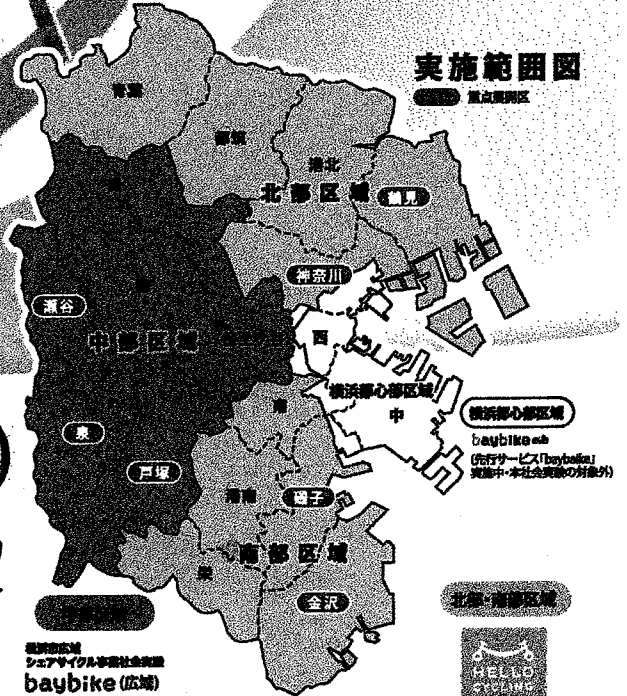 実施範囲図
重点展開区
青葉
都筑
港北
北部区域
鶴見
神奈川
瀬谷
中部区域
西
横浜都心部区域
中
南
泉
戸塚
港南
磯子
南部区域
栄
金沢
横浜都心部区域
baybike
(先行サービス「baybike」
実施中・本社会実験の対象外)
横浜市広域
シェアサイクル事業社会実験
baybike (広域)
北部・南部区域
HELLO
CYCLING